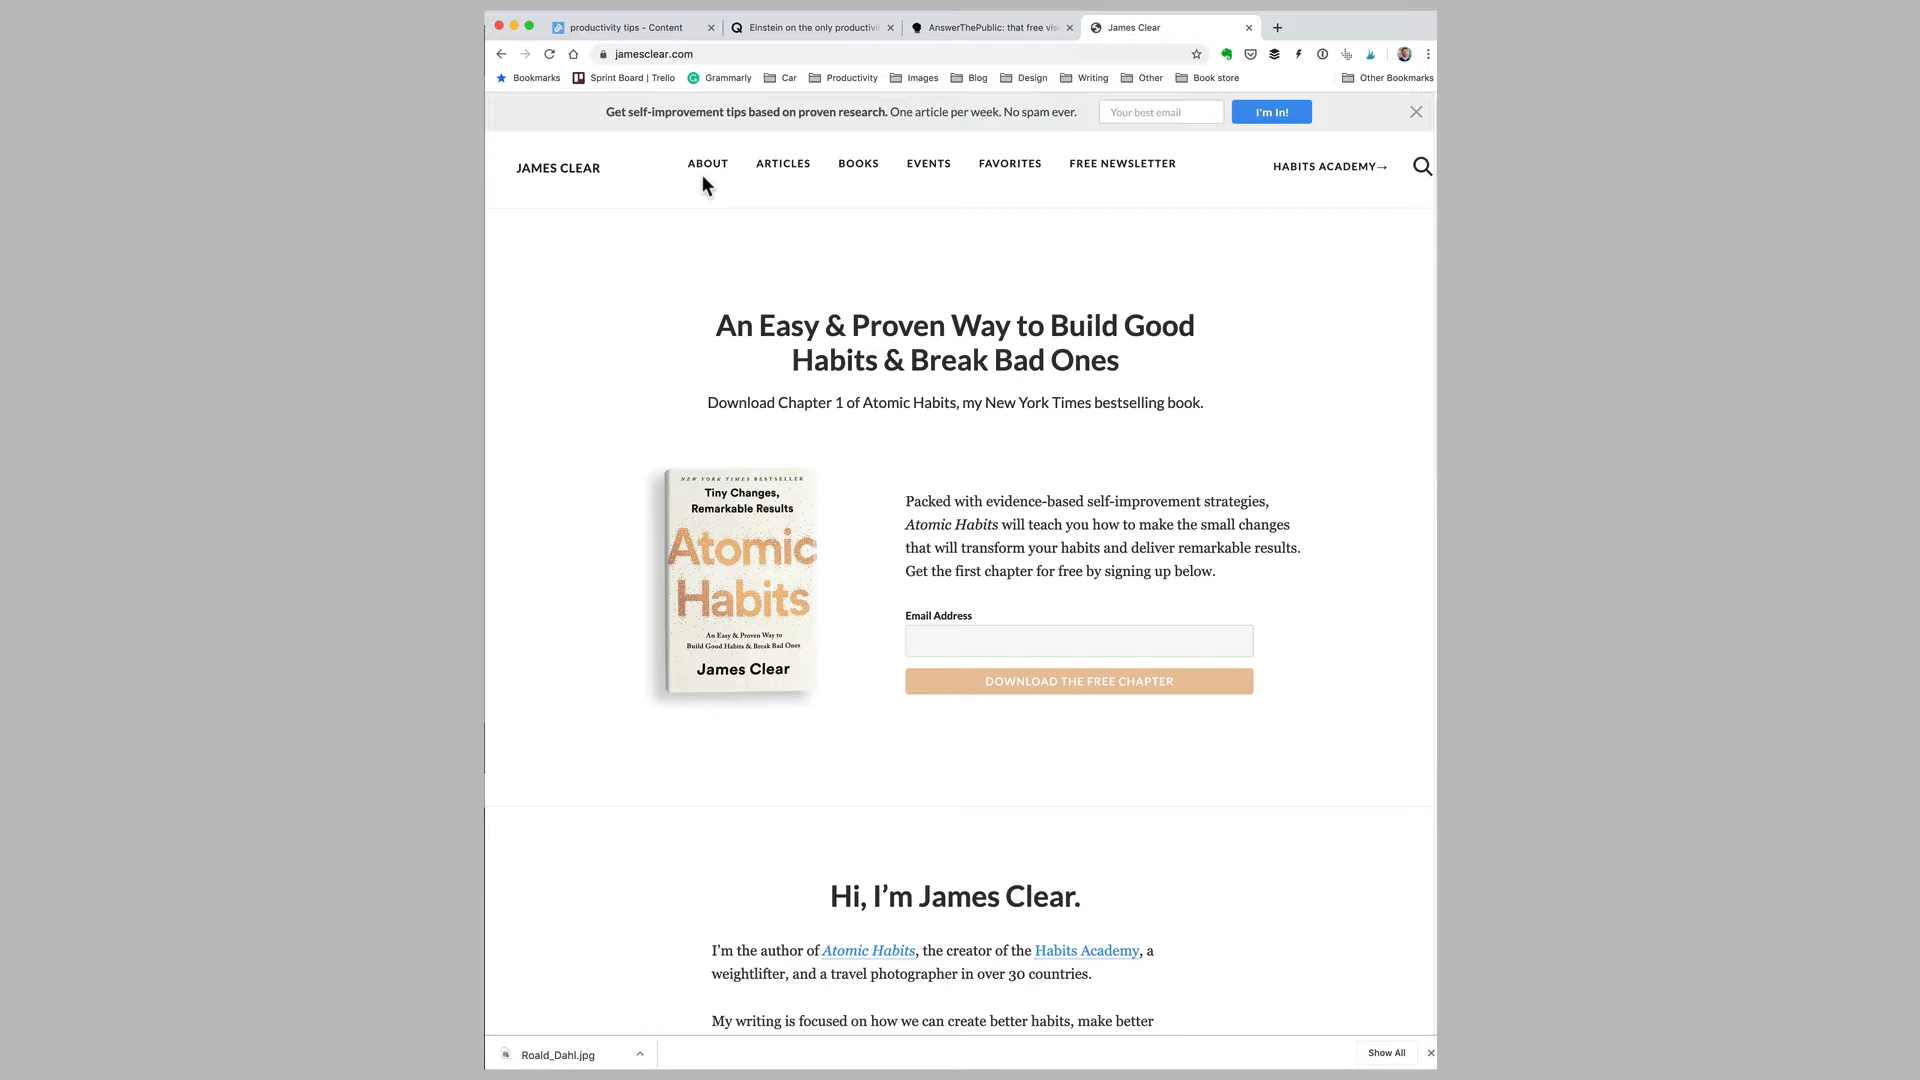 productivity tips - Content
Einstein on the only productivit
AnswerThePublic: that free vis
James Clear
jamesclear.com
Bookmarks
Sprint Board | Trello
Grammarly
Car
Productivity
Images
Blog
Design
Writing
Other
Book store
Other Bookmarks
Get self-improvement tips based on proven research. One article per week. No spam ever.
Your best email
I'm In!
JAMES CLEAR
ABOUT
ARTICLES
BOOKS
EVENTS
FAVORITES
FREE NEWSLETTER
HABITS ACADEMY→
An Easy & Proven Way to Build Good
Habits & Break Bad Ones
Download Chapter 1 of Atomic Habits, my New York Times bestselling book.
NEW YORK TIMES BESTSELLER
Tiny Changes,
Remarkable Results
Atomic
Habits
An Easy & Proven Way to
Build Good Habits & Break Bad Ones
James Clear
Packed with evidence-based self-improvement strategies,
Atomic Habits will teach you how to make the small changes
that will transform your habits and deliver remarkable results.
Get the first chapter for free by signing up below.
Email Address
DOWNLOAD THE FREE CHAPTER
Hi, I’m James Clear.
I’m the author of Atomic Habits, the creator of the Habits Academy, a
weightlifter, and a travel photographer in over 30 countries.
My writing is focused on how we can create better habits, make better
Roald_Dahl.jpg
Show All